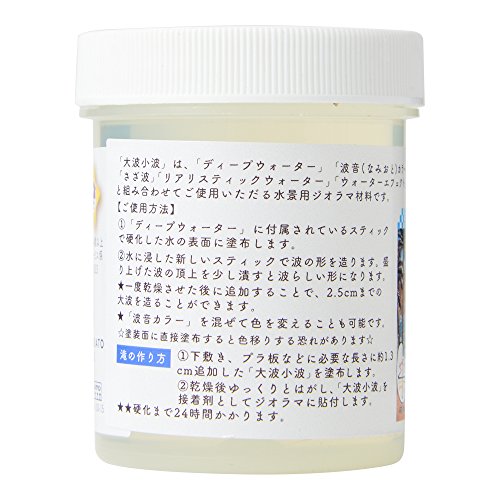 「大波小波」は、「ディープウォーター」「波音(なみおと)カラ
「さざ波」「リアリスティックウォーター」「ウォーターエフェク
と組み合わせてご使用いただる水景用ジオラマ材料です。
【ご使用方法】
①「ディープウォーター」に付属されているスティック
で硬化した水の表面に塗布します。
②水に浸した新しいスティックで波の形を造ります。盛
り上げた波の頂上を少し潰すと波らしい形になります。
★一度乾燥させた後に追加することで、2.5cmまでの
大波を造ることができます。
★「波音カラー」を混ぜて色を変えることも可能です。
☆塗装面に直接塗布すると色移りする恐れがあります☆
滝の作り方 ①下敷き、プラ板などに必要な長さに約1.3
cm追加した「大波小波」を塗布します。
②乾燥後ゆっくりとはがし、「大波小波」を
接着剤としてジオラマに貼付します。
★★硬化まで24時間かかります。